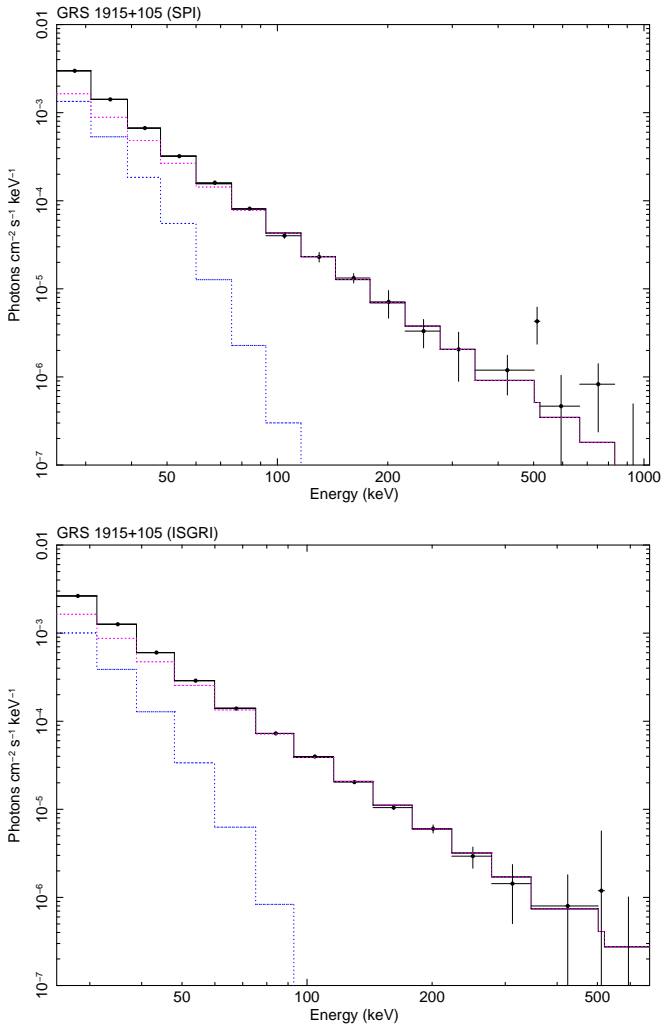 GRS 1915+105 (SPI)
0.01
10⁻³
10⁻⁴
10⁻⁵
10⁻⁶
10⁻⁷
Photons cm⁻² s⁻¹ keV⁻¹
50 100 200 500 1000
Energy (keV)
GRS 1915+105 (ISGRI)
0.01
10⁻³
10⁻⁴
10⁻⁵
10⁻⁶
10⁻⁷
Photons cm⁻² s⁻¹ keV⁻¹
50 100 200 500
Energy (keV)